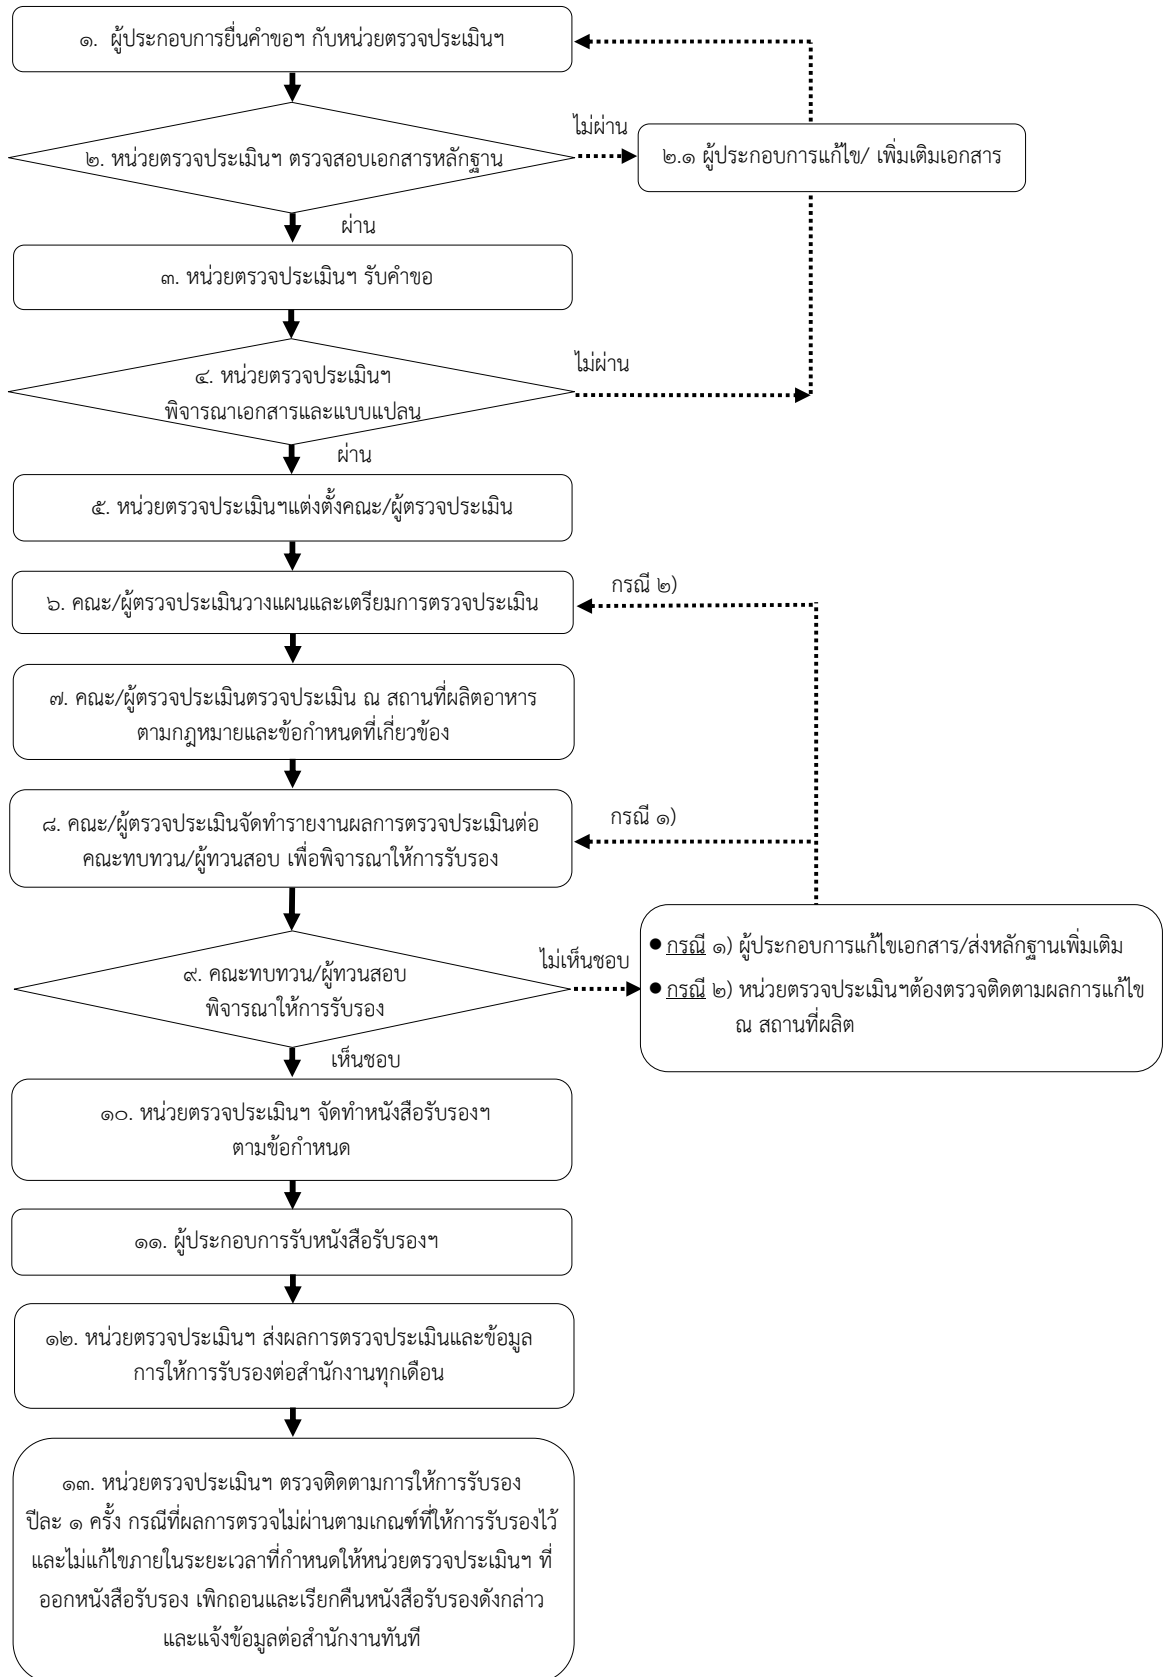 ๑. ผู้ประกอบการยื่นคำขอฯ กับหน่วยตรวจประเมินฯ
ไม่ผ่าน
๒. หน่วยตรวจประเมินฯ ตรวจสอบเอกสารหลักฐาน
๒.๑ ผู้ประกอบการแก้ไข/ เพิ่มเติมเอกสาร
ผ่าน
๓. หน่วยตรวจประเมินฯ รับคำขอ
๔. หน่วยตรวจประเมินฯ
พิจารณาเอกสารและแบบแปลน
ไม่ผ่าน
ผ่าน
๕. หน่วยตรวจประเมินฯแต่งตั้งคณะ/ผู้ตรวจประเมิน
๖. คณะ/ผู้ตรวจประเมินวางแผนและเตรียมการตรวจประเมิน
กรณี ๒)
๗. คณะ/ผู้ตรวจประเมินตรวจประเมิน ณ สถานที่ผลิตอาหาร
ตามกฎหมายและข้อกำหนดที่เกี่ยวข้อง
๘. คณะ/ผู้ตรวจประเมินจัดทำรายงานผลการตรวจประเมินต่อ
คณะทบทวน/ผู้ทวนสอบ เพื่อพิจารณาให้การรับรอง
กรณี ๑)
๙. คณะทบทวน/ผู้ทวนสอบ
พิจารณาให้การรับรอง
ไม่เห็นชอบ
● กรณี ๑) ผู้ประกอบการแก้ไขเอกสาร/ส่งหลักฐานเพิ่มเติม
● กรณี ๒) หน่วยตรวจประเมินฯต้องตรวจติดตามผลการแก้ไข
ณ สถานที่ผลิต
เห็นชอบ
๑๐. หน่วยตรวจประเมินฯ จัดทำหนังสือรับรองฯ
ตามข้อกำหนด
๑๑. ผู้ประกอบการรับหนังสือรับรองฯ
๑๒. หน่วยตรวจประเมินฯ ส่งผลการตรวจประเมินและข้อมูล
การให้การรับรองต่อสำนักงานทุกเดือน
๑๓. หน่วยตรวจประเมินฯ ตรวจติดตามการให้การรับรอง
ปีละ ๑ ครั้ง กรณีที่ผลการตรวจไม่ผ่านตามเกณฑ์ที่ให้การรับรองไว้
และไม่แก้ไขภายในระยะเวลาที่กำหนดให้หน่วยตรวจประเมินฯ ที่
ออกหนังสือรับรอง เพิกถอนและเรียกคืนหนังสือรับรองดังกล่าว
และแจ้งข้อมูลต่อสำนักงานทันที